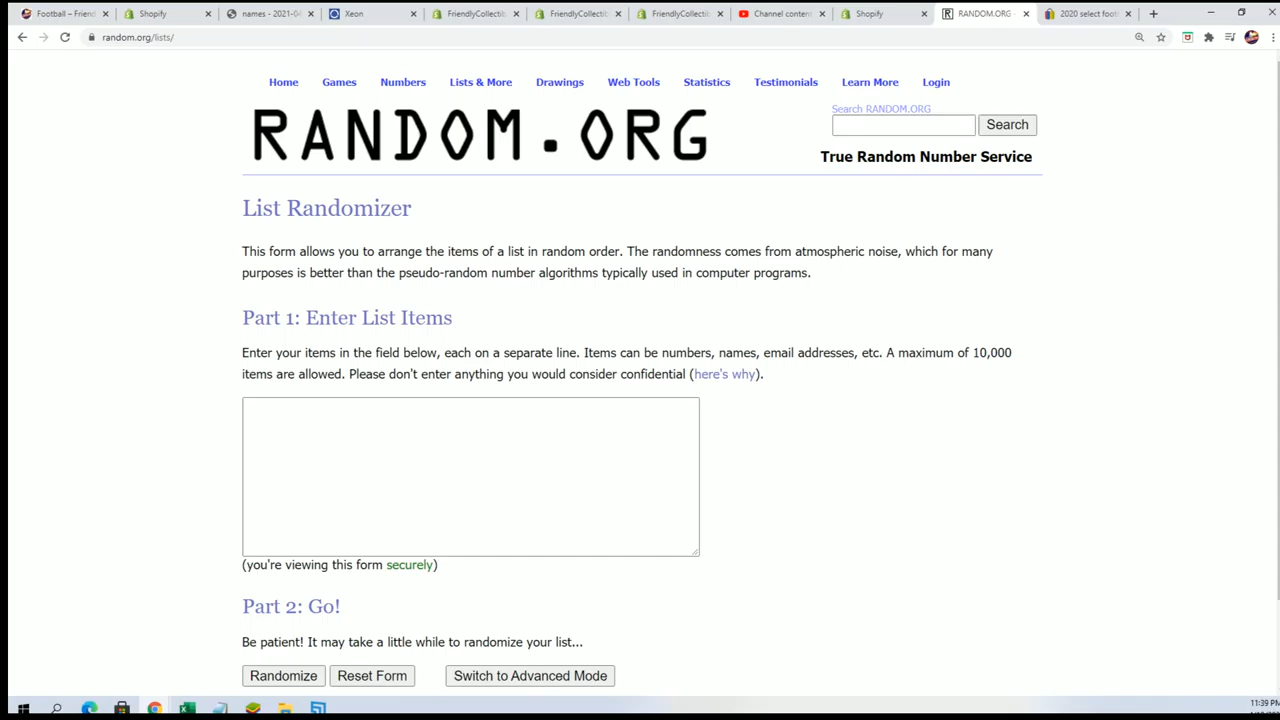 Football – Friend
Shopify
names - 2021-04
Xeon
FriendlyCollectib
FriendlyCollectib
FriendlyCollectib
Channel content
Shopify
RANDOM.ORG -
2020 select foot
random.org/lists/
Home Games Numbers Lists & More Drawings Web Tools Statistics Testimonials Learn More Login
RANDOM.ORG
Search RANDOM.ORG
Search
True Random Number Service
List Randomizer
This form allows you to arrange the items of a list in random order. The randomness comes from atmospheric noise, which for many
purposes is better than the pseudo-random number algorithms typically used in computer programs.
Part 1: Enter List Items
Enter your items in the field below, each on a separate line. Items can be numbers, names, email addresses, etc. A maximum of 10,000
items are allowed. Please don't enter anything you would consider confidential (here's why).
(you're viewing this form securely)
Part 2: Go!
Be patient! It may take a little while to randomize your list...
Randomize Reset Form Switch to Advanced Mode
11:39 PM